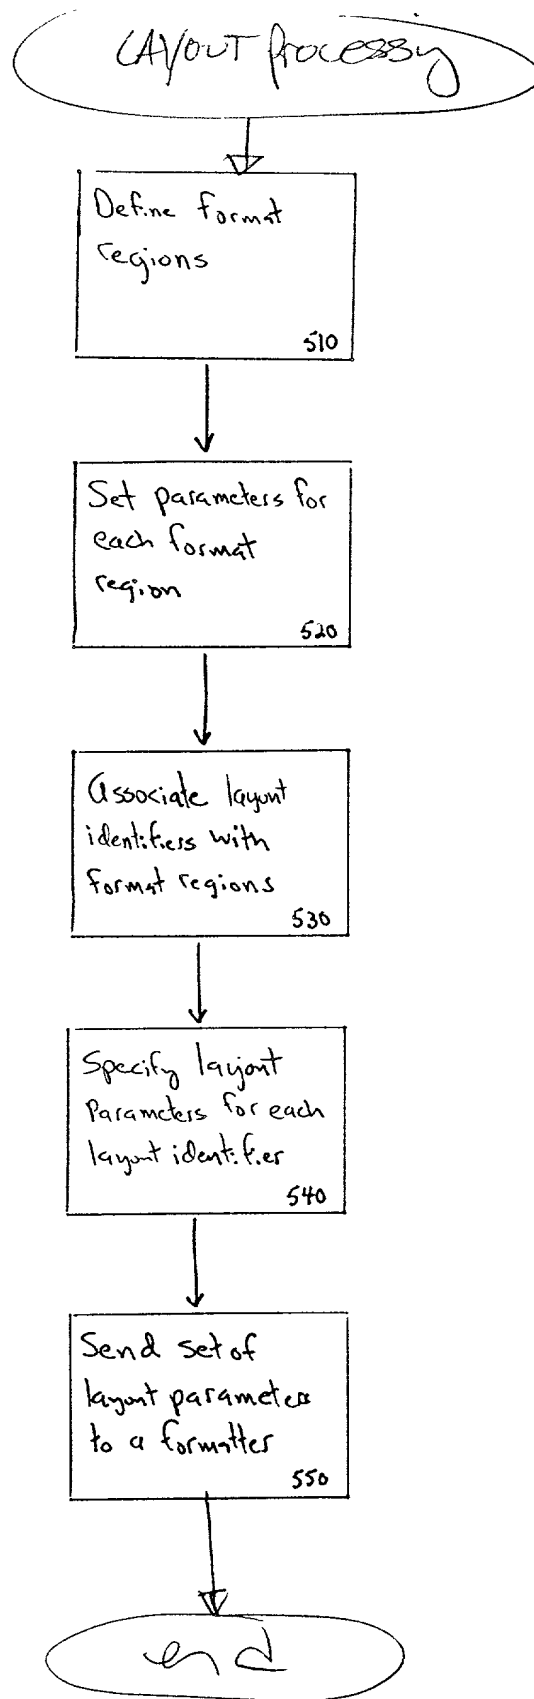 LAYOUT Processing
Define format
regions
510
Set parameters for
each format
region
520
Associate layout
identifiers with
format regions
530
Specify layout
Parameters for each
layout identifier
540
Send set of
layout parameters
to a formatter
550
end